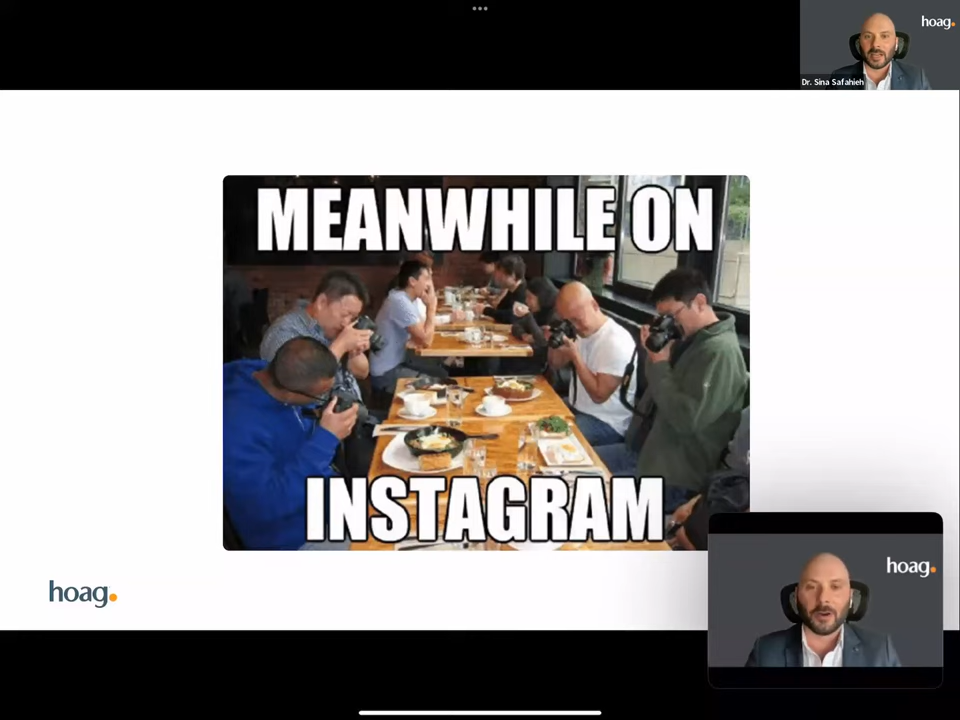 hoag.
Dr. Sina Safahieh
MEANWHILE ON
INSTAGRAM
hoag.
hoag.